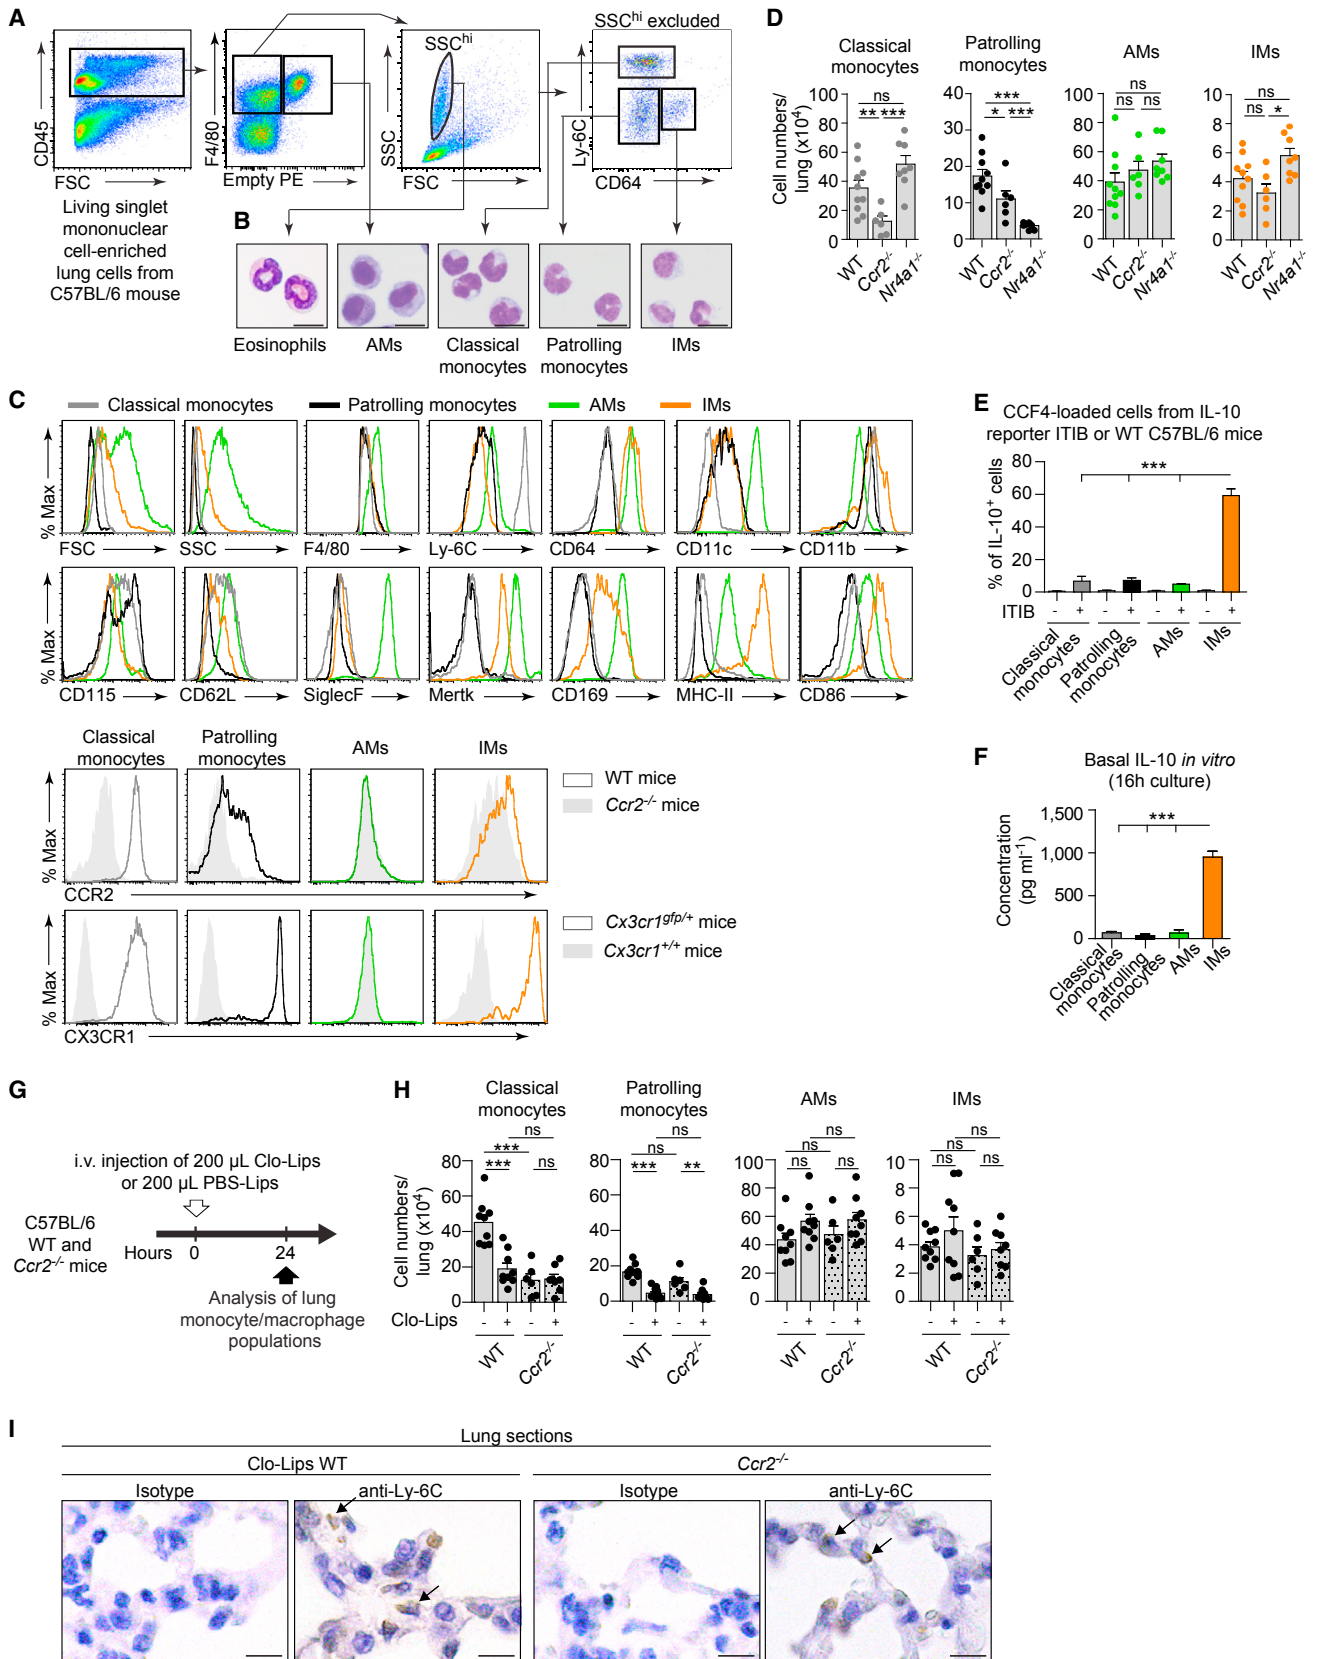 A
CD45
FSC
F4/80
Empty PE
SSChi
SSC
FSC
SSChi excluded
Ly-6C
CD64
Living singlet
mononuclear
cell-enriched
lung cells from
C57BL/6 mouse
B
Eosinophils
AMs
Classical
monocytes
Patrolling
monocytes
IMs
D
Classical
monocytes
Patrolling
monocytes
AMs
IMs
Cell numbers/
lung (x10⁴)
100
80
60
40
20
0
ns
** ***
WT
Ccr2-/-
Nr4a1-/-
40
30
20
10
0
***
* ***
WT
Ccr2-/-
Nr4a1-/-
100
80
60
40
20
0
ns
ns ns
WT
Ccr2-/-
Nr4a1-/-
10
8
6
4
2
0
ns
ns *
WT
Ccr2-/-
Nr4a1-/-
C
Classical monocytes
Patrolling monocytes
AMs
IMs
% Max
FSC
SSC
F4/80
Ly-6C
CD64
CD11c
CD11b
% Max
CD115
CD62L
SiglecF
Mertk
CD169
MHC-II
CD86
Classical
monocytes
Patrolling
monocytes
AMs
IMs
% Max
CCR2
WT mice
Ccr2-/- mice
% Max
CX3CR1
Cx3cr1gfp/+ mice
Cx3cr1+/+ mice
E
CCF4-loaded cells from IL-10
reporter ITIB or WT C57BL/6 mice
% of IL-10+ cells
80
60
40
20
0
***
ITIB
- + - + - + - +
Classical
monocytes
Patrolling
monocytes
AMs
IMs
F
Basal IL-10 in vitro
(16h culture)
Concentration
(pg ml-1)
1,500
1,000
500
0
***
Classical
monocytes
Patrolling
monocytes
AMs
IMs
G
i.v. injection of 200 µL Clo-Lips
or 200 µL PBS-Lips
C57BL/6
WT and
Ccr2-/- mice
Hours
0
24
Analysis of lung
monocyte/macrophage
populations
H
Classical
monocytes
Patrolling
monocytes
AMs
IMs
Cell numbers/
lung (x10⁴)
80
60
40
20
0
ns
***
*** ns
80
60
40
20
0
ns
ns
*** **
100
80
60
40
20
0
ns
ns
ns ns
10
8
6
4
2
0
ns
ns
ns ns
Clo-Lips
- + - +
- + - +
- + - +
- + - +
WT
Ccr2-/-
WT
Ccr2-/-
WT
Ccr2-/-
WT
Ccr2-/-
I
Lung sections
Clo-Lips WT
Ccr2-/-
Isotype
anti-Ly-6C
Isotype
anti-Ly-6C